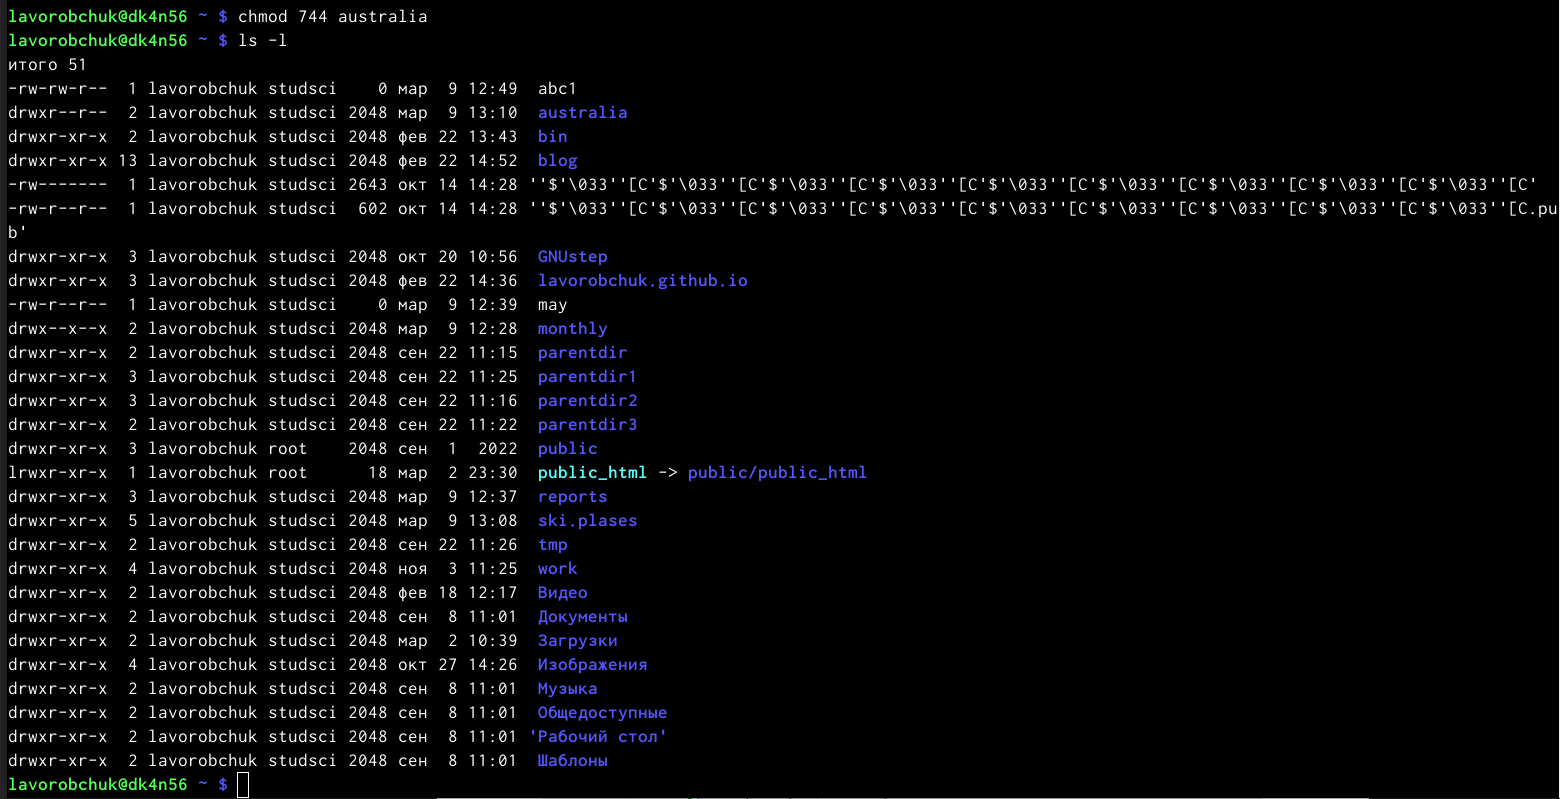 lavorobchuk@dk4n56 ~ $ chmod 744 australia
lavorobchuk@dk4n56 ~ $ ls -l
итого 51
-rw-rw-r--  1 lavorobchuk studsci    0 мар  9 12:49  abc1
drwxr--r--  2 lavorobchuk studsci 2048 мар  9 13:10  australia
drwxr-xr-x  2 lavorobchuk studsci 2048 фев 22 13:43  bin
drwxr-xr-x 13 lavorobchuk studsci 2048 фев 22 14:52  blog
-rw-------  1 lavorobchuk studsci 2643 окт 14 14:28 ''$'\033''[C'$'\033''[C'$'\033''[C'$'\033''[C'$'\033''[C'$'\033''[C'$'\033''[C'$'\033''[C'$'\033''[C'
-rw-r--r--  1 lavorobchuk studsci  602 окт 14 14:28 ''$'\033''[C'$'\033''[C'$'\033''[C'$'\033''[C'$'\033''[C'$'\033''[C'$'\033''[C'$'\033''[C'$'\033''[C.pu
b'
drwxr-xr-x  3 lavorobchuk studsci 2048 окт 20 10:56  GNUstep
drwxr-xr-x  3 lavorobchuk studsci 2048 фев 22 14:36  lavorobchuk.github.io
-rw-r--r--  1 lavorobchuk studsci    0 мар  9 12:39  may
drwx--x--x  2 lavorobchuk studsci 2048 мар  9 12:28  monthly
drwxr-xr-x  2 lavorobchuk studsci 2048 сен 22 11:15  parentdir
drwxr-xr-x  3 lavorobchuk studsci 2048 сен 22 11:25  parentdir1
drwxr-xr-x  3 lavorobchuk studsci 2048 сен 22 11:16  parentdir2
drwxr-xr-x  2 lavorobchuk studsci 2048 сен 22 11:22  parentdir3
drwxr-xr-x  3 lavorobchuk root    2048 сен  1  2022  public
lrwxr-xr-x  1 lavorobchuk root      18 мар  2 23:30  public_html -> public/public_html
drwxr-xr-x  3 lavorobchuk studsci 2048 мар  9 12:37  reports
drwxr-xr-x  5 lavorobchuk studsci 2048 мар  9 13:08  ski.plases
drwxr-xr-x  2 lavorobchuk studsci 2048 сен 22 11:26  tmp
drwxr-xr-x  4 lavorobchuk studsci 2048 ноя  3 11:25  work
drwxr-xr-x  2 lavorobchuk studsci 2048 фев 18 12:17  Видео
drwxr-xr-x  2 lavorobchuk studsci 2048 сен  8 11:01  Документы
drwxr-xr-x  2 lavorobchuk studsci 2048 мар  2 10:39  Загрузки
drwxr-xr-x  4 lavorobchuk studsci 2048 окт 27 14:26  Изображения
drwxr-xr-x  2 lavorobchuk studsci 2048 сен  8 11:01  Музыка
drwxr-xr-x  2 lavorobchuk studsci 2048 сен  8 11:01  Общедоступные
drwxr-xr-x  2 lavorobchuk studsci 2048 сен  8 11:01 'Рабочий стол'
drwxr-xr-x  2 lavorobchuk studsci 2048 сен  8 11:01  Шаблоны
lavorobchuk@dk4n56 ~ $